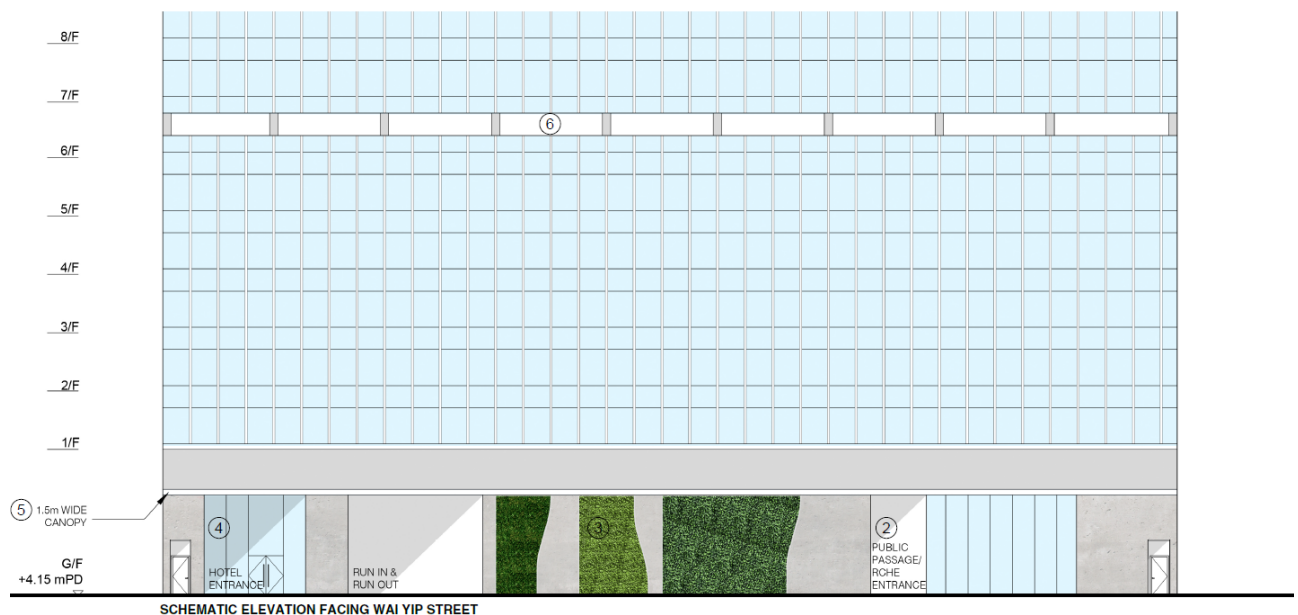 8/F
7/F
6
6/F
5/F
4/F
3/F
2/F
1/F
5 1.5m WIDE
CANOPY
4
3
2
PUBLIC
PASSAGE/
RCHE
ENTRANCE
HOTEL
ENTRANCE
RUN IN &
RUN OUT
G/F
+4.15 mPD
SCHEMATIC ELEVATION FACING WAI YIP STREET